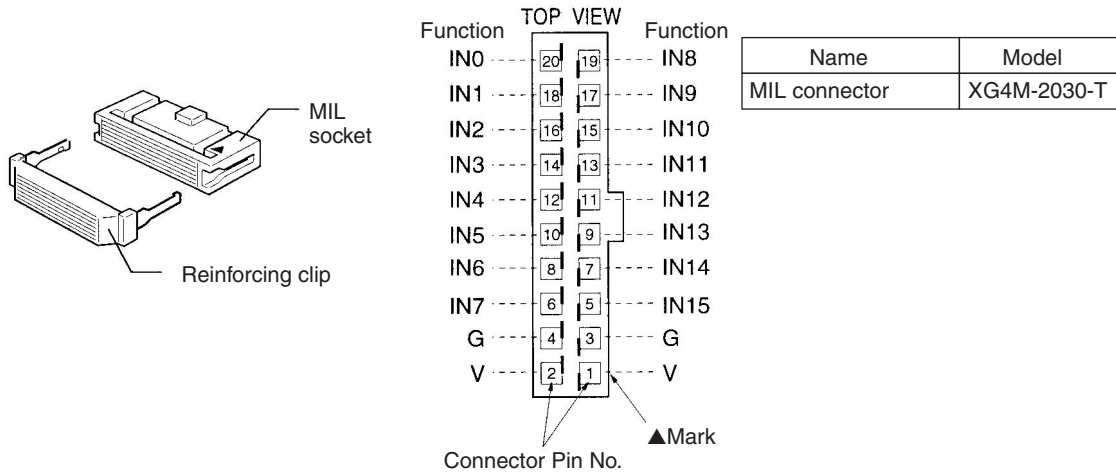 TOP VIEW
Function Function
IN0 20 19 IN8
IN1 18 17 IN9
IN2 16 15 IN10
IN3 14 13 IN11
IN4 12 11 IN12
IN5 10 9 IN13
IN6 8 7 IN14
IN7 6 5 IN15
G 4 3 G
V 2 1 V
▲Mark
Connector Pin No.
MIL
socket
Reinforcing clip
Name Model
MIL connector XG4M-2030-T